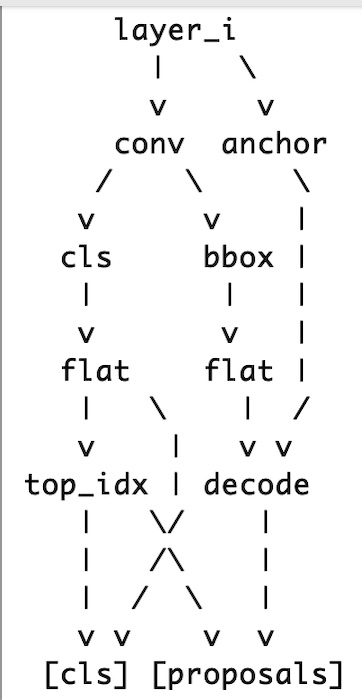 layer_i
|    \
v     v
conv  anchor
/    \     \
v      v    |
cls     bbox |
|       |   |
v       v   |
flat    flat |
|   \    |  /
v    |   v v
top_idx | decode
|   \/    |
|   /\    |
|  /  \   |
v v    v  v
[cls] [proposals]